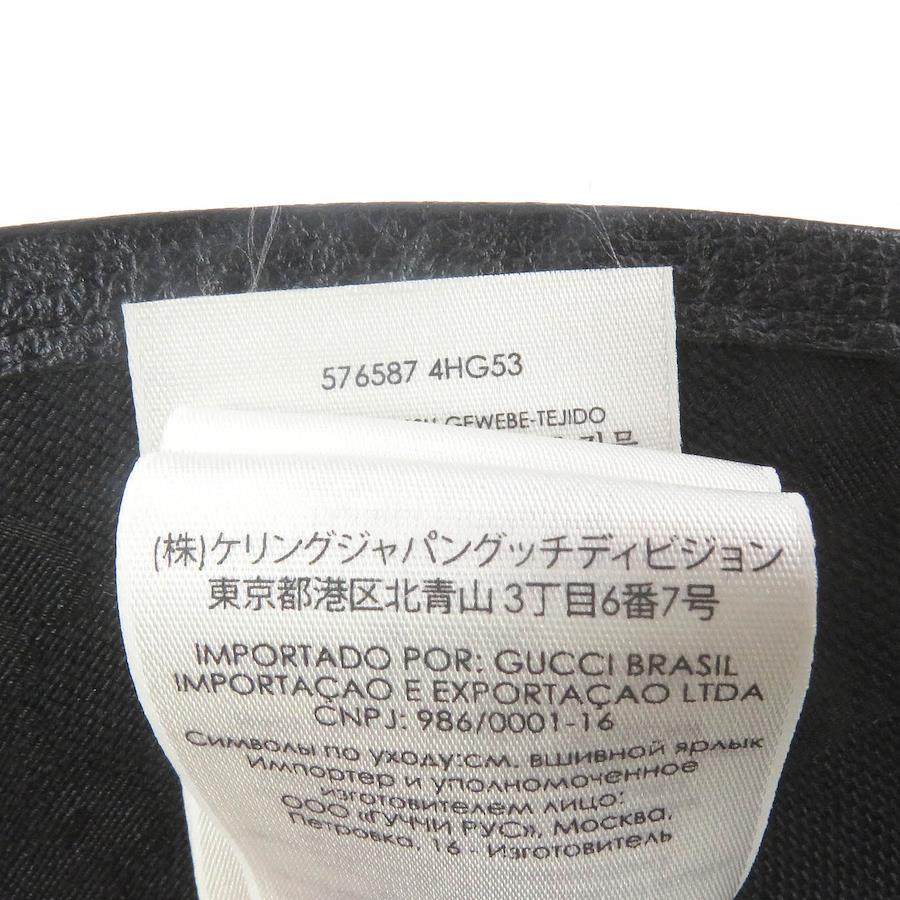 576587 4HG53
GEWEBE-TEJIDO
(株)ケリングジャパングッチディビジョン
東京都港区北青山 3丁目6番7号
IMPORTADO POR: GUCCI BRASIL
IMPORTAÇAO E EXPORTAÇAO LTDA
CNPJ: 986/0001-16
Символы по уходу:см. вшивной ярлык
Импортер и уполномоченное
изготовителем лицо:
ООО «ГУЧЧИ РУС», Москва,
Петровка, 16 - Изготовитель